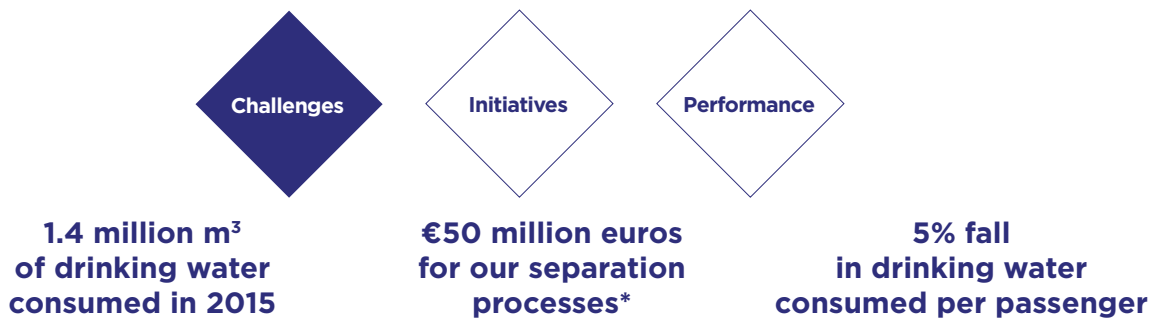 Challenges
Initiatives
Performance
1.4 million m³
of drinking water
consumed in 2015
€50 million euros
for our separation
processes*
5% fall
in drinking water
consumed per passenger